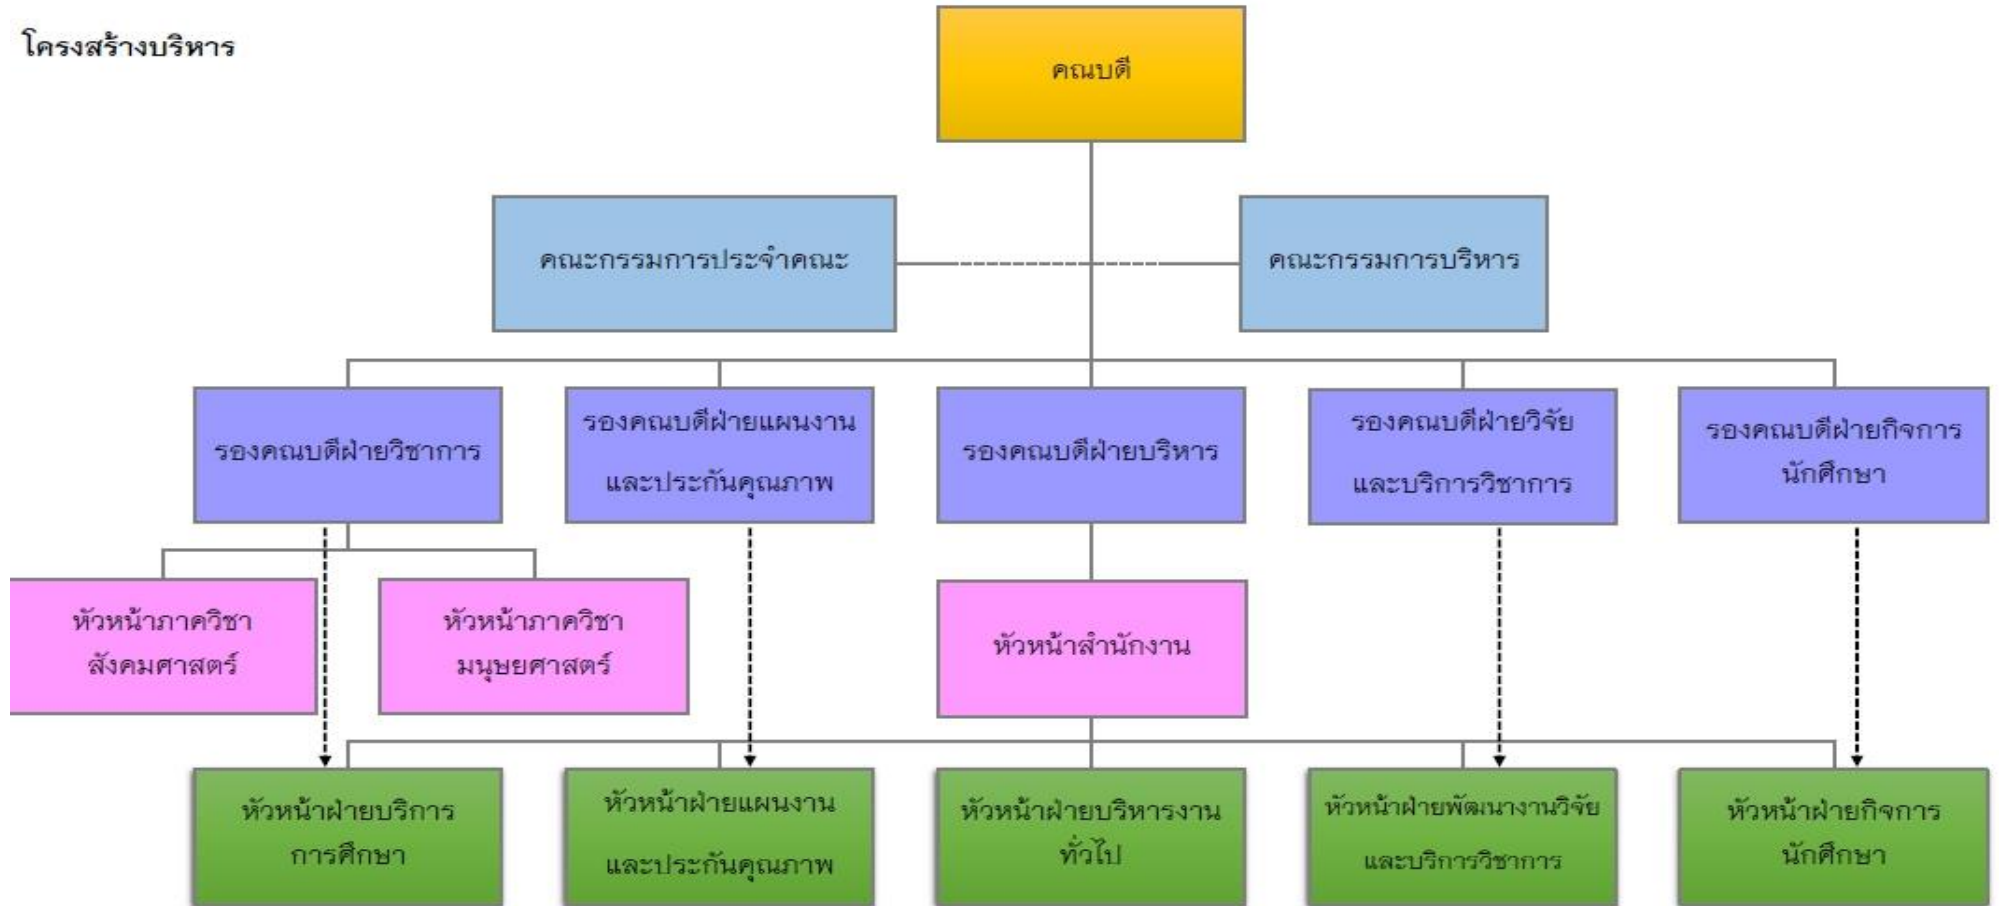 โครงสร้างบริหาร
คณบดี
คณะกรรมการประจำคณะ
คณะกรรมการบริหาร
รองคณบดีฝ่ายวิชาการ
รองคณบดีฝ่ายแผนงาน
และประกันคุณภาพ
รองคณบดีฝ่ายบริหาร
รองคณบดีฝ่ายวิจัย
และบริการวิชาการ
รองคณบดีฝ่ายกิจการ
นักศึกษา
หัวหน้าภาควิชา
สังคมศาสตร์
หัวหน้าภาควิชา
มนุษยศาสตร์
หัวหน้าสำนักงาน
หัวหน้าฝ่ายบริการ
การศึกษา
หัวหน้าฝ่ายแผนงาน
และประกันคุณภาพ
หัวหน้าฝ่ายบริหารงาน
ทั่วไป
หัวหน้าฝ่ายพัฒนางานวิจัย
และบริการวิชาการ
หัวหน้าฝ่ายกิจการ
นักศึกษา